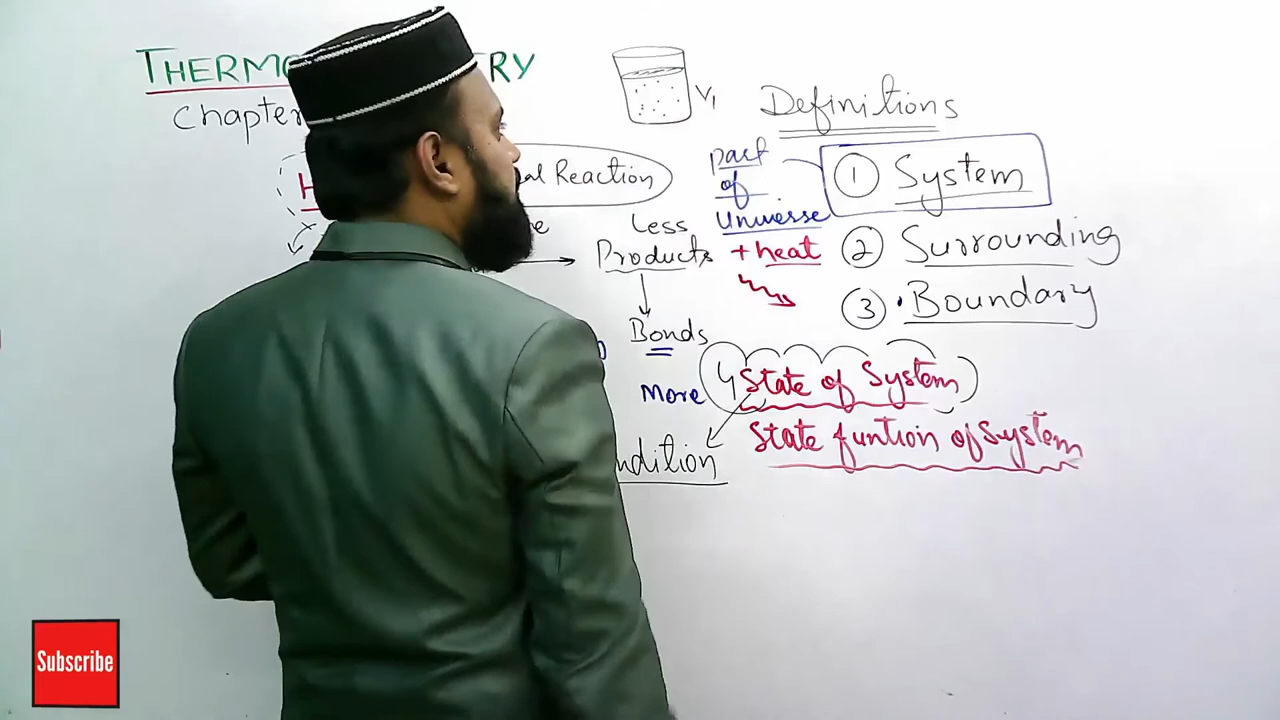 THERMO RY
Chapter
H
al Reaction
Less
Products
Bonds
More
ndition
V1
Definitions
part
of
Universe
+ heat
1 System
2 Surrounding
3 · Boundary
4 State of System
State funtion of System
Subscribe